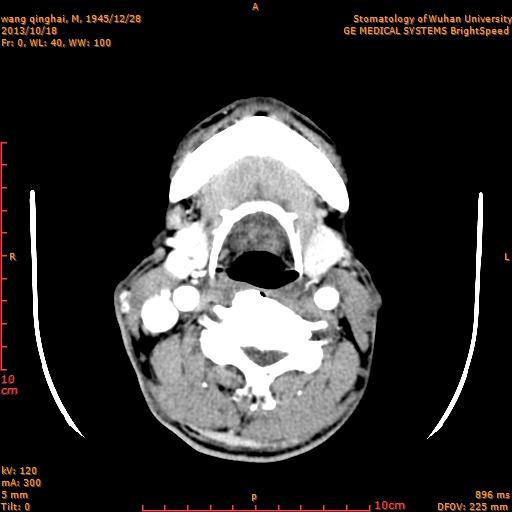 A
wang qinghai, M, 1945/12/28
2013/10/18
Fr: 0, WL: 40, WW: 100
Stomatology of Wuhan University
GE MEDICAL SYSTEMS BrightSpeed
R
L
10
cm
kV: 120
mA: 300
5 mm
Tilt: 0
P
10cm
896 ms
DFOV: 225 mm